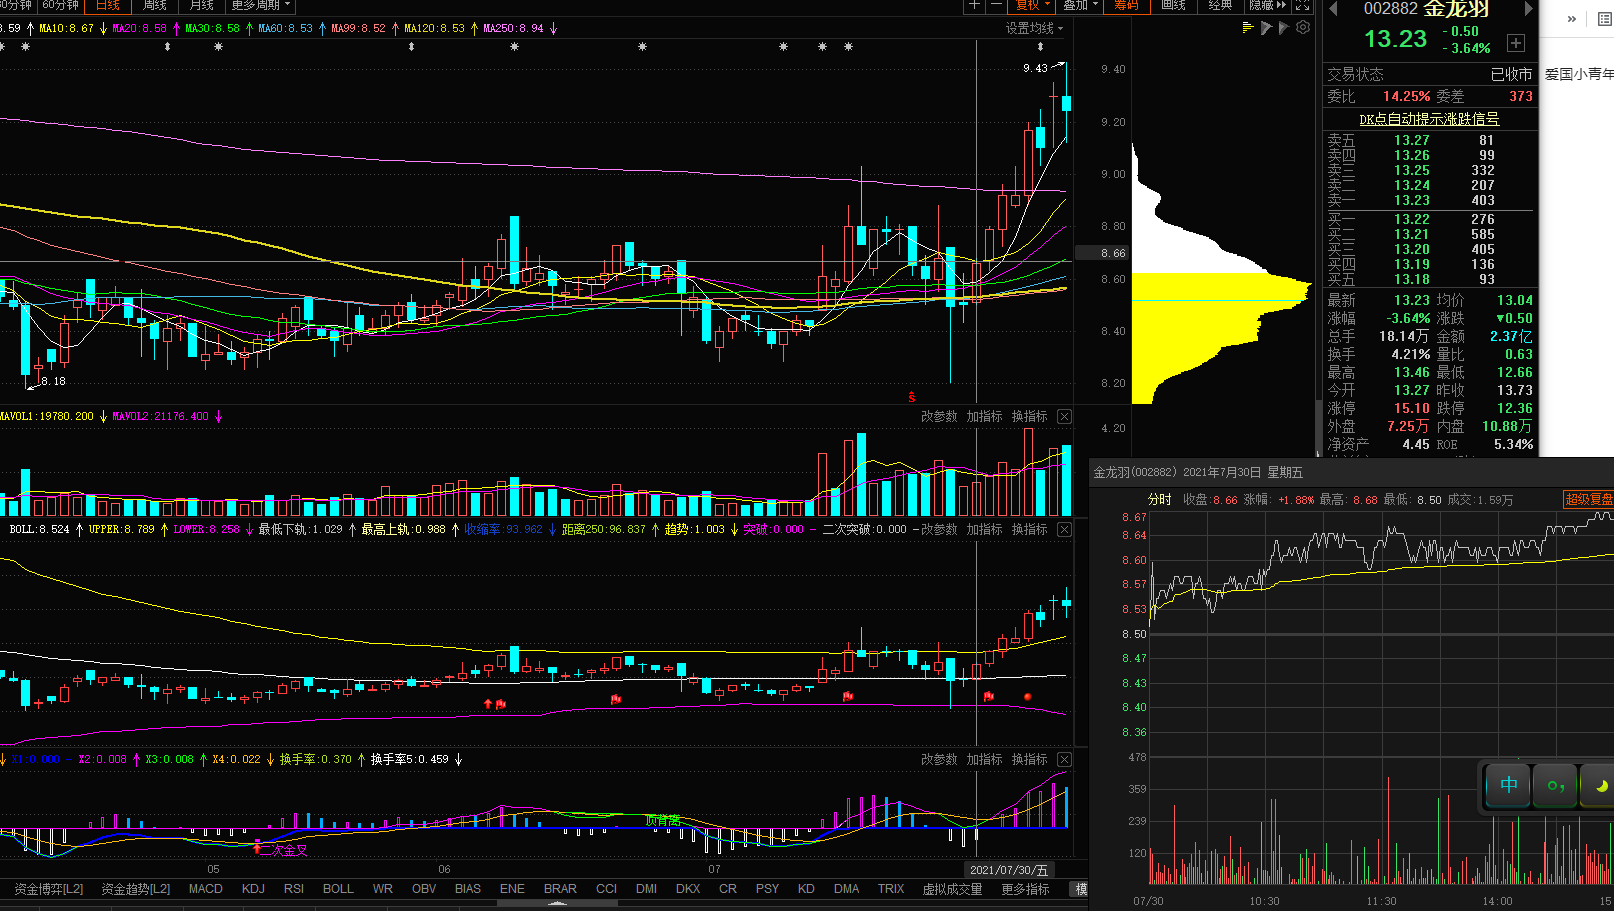 30分钟 60分钟 日线 周线 月线 更多周期 复权 叠加 筹码 画线 经典 隐藏
8.59 MA10:8.67 MA20:8.58 MA30:8.58 MA60:8.53 MA99:8.52 MA120:8.53 MA250:8.94 设置均线
9.43
9.40
9.20
9.00
8.80
8.66
8.60
8.40
8.20
8.18
S
MAVOL1:19780.200 MAVOL2:21176.400 改参数 加指标 换指标
4.20
BOLL:8.524 UPPER:8.789 LOWER:8.258 最低下轨:1.029 最高上轨:0.988 收缩率:93.962 距离250:96.837 趋势:1.003 突破:0.000 - 二次突破:0.000 - 改参数 加指标 换指标
X1:0.000 - X2:0.008 X3:0.008 X4:0.022 换手率:0.370 换手率5:0.459 改参数 加指标 换指标
顶背离
二次金叉
05 06 07 2021/07/30/五
资金博弈[L2] 资金趋势[L2] MACD KDJ RSI BOLL WR OBV BIAS ENE BRAR CCI DMI DKX CR PSY KD DMA TRIX 虚拟成交量 更多指标 模
002882 金龙羽
13.23 -0.50
-3.64%
交易状态 已收市
委比 14.25% 委差 373
DK点自动提示涨跌信号
卖五 13.27 81
卖四 13.26 99
卖三 13.25 332
卖二 13.24 207
卖一 13.23 403
买一 13.22 276
买二 13.21 585
买三 13.20 405
买四 13.19 136
买五 13.18 93
最新 13.23 均价 13.04
涨幅 -3.64% 涨跌 ▼0.50
总手 18.14万 金额 2.37亿
换手 4.21% 量比 0.63
最高 13.46 最低 12.66
今开 13.27 昨收 13.73
涨停 15.10 跌停 12.36
外盘 7.25万 内盘 10.88万
净资产 4.45 ROE 5.34%
»
爱国小青年
金龙羽(002882) 2021年7月30日 星期五
分时 收盘:8.66 涨幅: +1.88% 最高: 8.68 最低: 8.50 成交:1.59万 超级复盘
8.67
8.64
8.60
8.57
8.53
8.50
8.47
8.43
8.40
8.36
478
359
239
120
07/30 10:30 11:30 14:00 15
中